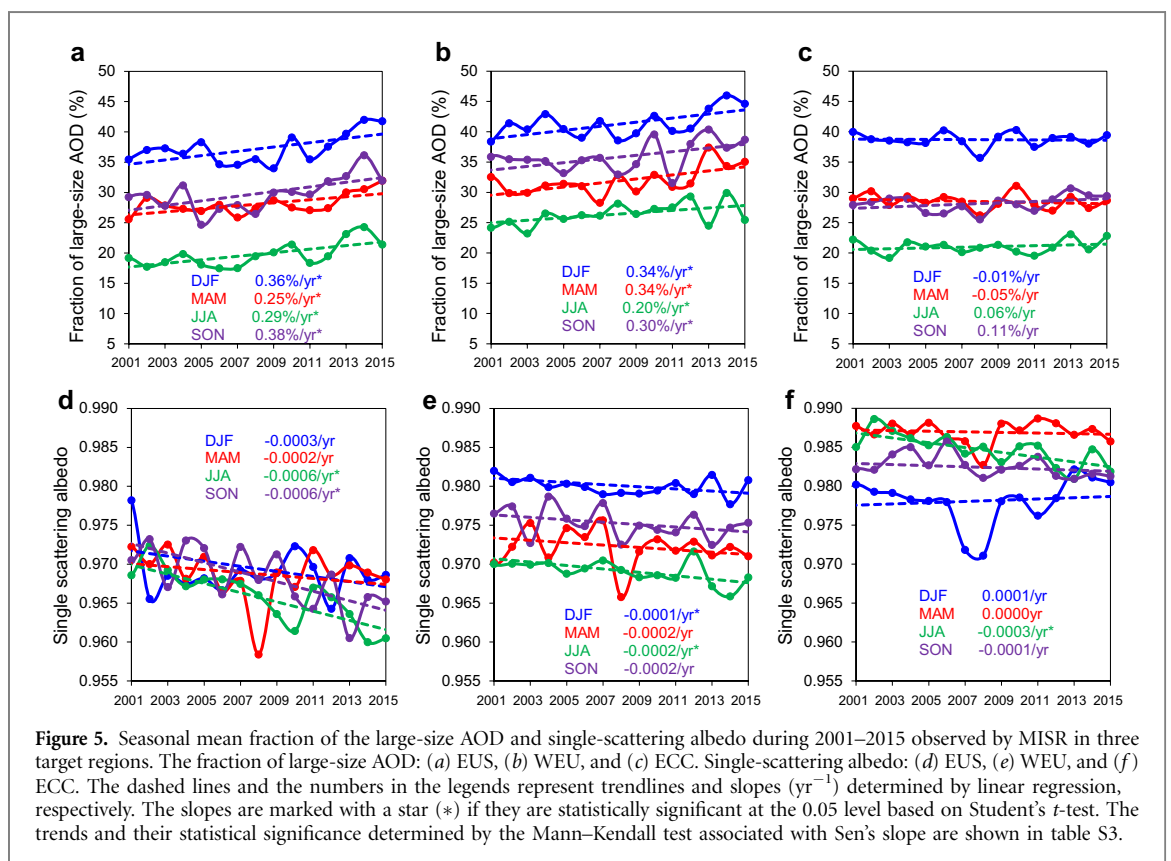 a
b
c
Fraction of large-size AOD (%)
50
45
40
35
30
25
20
15
10
5
DJF 0.36%/yr*
MAM 0.25%/yr*
JJA 0.29%/yr*
SON 0.38%/yr*
2001 2003 2005 2007 2009 2011 2013 2015
Fraction of large-size AOD (%)
50
45
40
35
30
25
20
15
10
5
DJF 0.34%/yr*
MAM 0.34%/yr*
JJA 0.20%/yr*
SON 0.30%/yr*
2001 2003 2005 2007 2009 2011 2013 2015
Fraction of large-size AOD (%)
50
45
40
35
30
25
20
15
10
5
DJF -0.01%/yr
MAM -0.05%/yr
JJA 0.06%/yr
SON 0.11%/yr
2001 2003 2005 2007 2009 2011 2013 2015
d
e
f
Single scattering albedo
0.990
0.985
0.980
0.975
0.970
0.965
0.960
0.955
DJF -0.0003/yr
MAM -0.0002/yr
JJA -0.0006/yr*
SON -0.0006/yr*
2001 2003 2005 2007 2009 2011 2013 2015
Single scattering albedo
0.990
0.985
0.980
0.975
0.970
0.965
0.960
0.955
DJF -0.0001/yr*
MAM -0.0002/yr
JJA -0.0002/yr*
SON -0.0002/yr
2001 2003 2005 2007 2009 2011 2013 2015
Single scattering albedo
0.990
0.985
0.980
0.975
0.970
0.965
0.960
0.955
DJF 0.0001/yr
MAM 0.0000yr
JJA -0.0003/yr*
SON -0.0001/yr
2001 2003 2005 2007 2009 2011 2013 2015
Figure 5. Seasonal mean fraction of the large-size AOD and single-scattering albedo during 2001–2015 observed by MISR in three
target regions. The fraction of large-size AOD: (a) EUS, (b) WEU, and (c) ECC. Single-scattering albedo: (d) EUS, (e) WEU, and (f)
ECC. The dashed lines and the numbers in the legends represent trendlines and slopes (yr⁻¹) determined by linear regression,
respectively. The slopes are marked with a star (*) if they are statistically significant at the 0.05 level based on Student's t-test. The
trends and their statistical significance determined by the Mann–Kendall test associated with Sen's slope are shown in table S3.